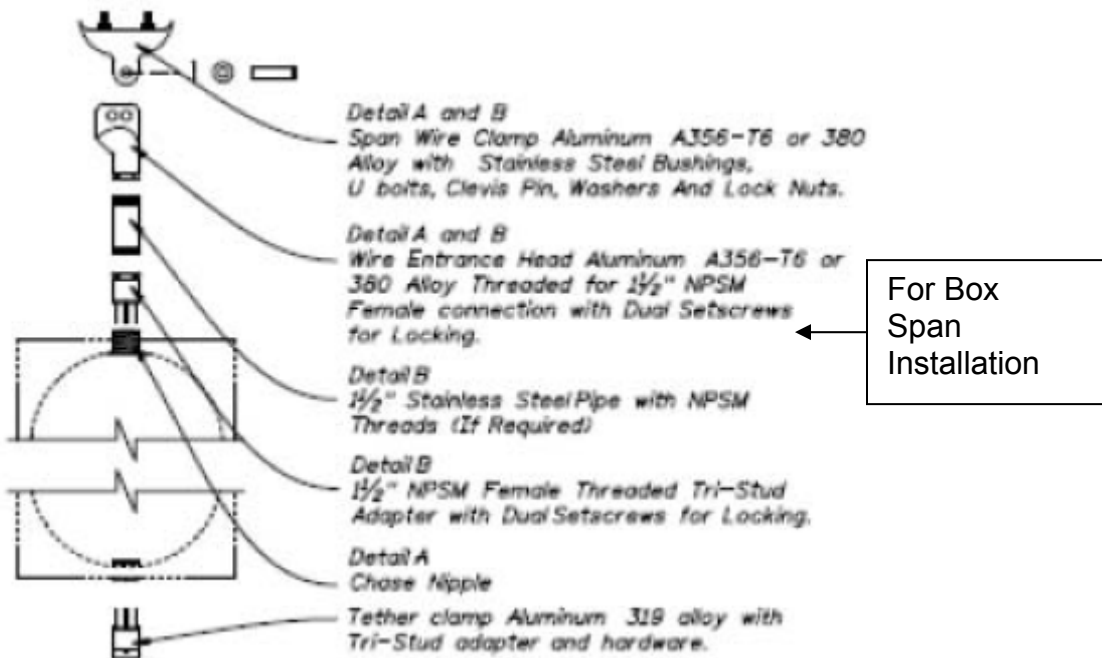 Detail A and B
Span Wire Clamp Aluminum A356-T6 or 380
Alloy with Stainless Steel Bushings,
U bolts, Clevis Pin, Washers And Lock Nuts.
Detail A and B
Wire Entrance Head Aluminum A356-T6 or
380 Alloy Threaded for 1½" NPSM
Female connection with Dual Setscrews
for Locking.
For Box
Span
Installation
Detail B
1½" Stainless Steel Pipe with NPSM
Threads (If Required)
Detail B
1½" NPSM Female Threaded Tri-Stud
Adapter with Dual Setscrews for Locking.
Detail A
Chase Nipple
Tether clamp Aluminum 319 alloy with
Tri-Stud adapter and hardware.